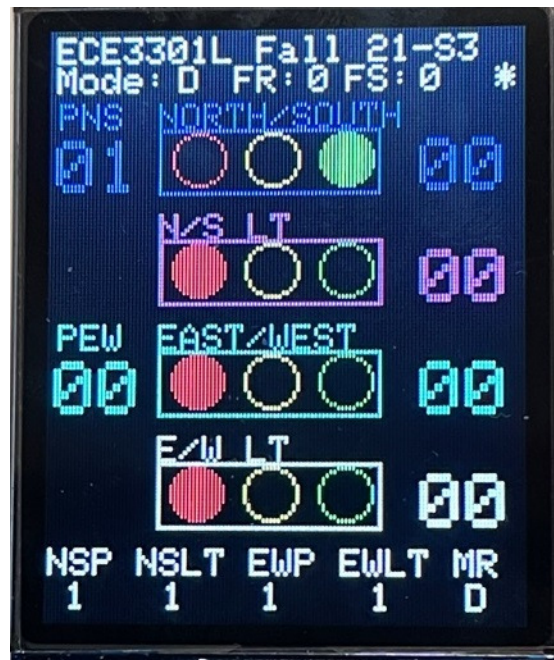 ECE3301L Fall 21-S3
Mode: D FR:0 FS:0 *
PNS NORTH/SOUTH
01 00
N/S LT
00
PEW EAST/WEST
00 00
E/W LT
00
NSP NSLT EWP EWLT MR
1 1 1 1 D